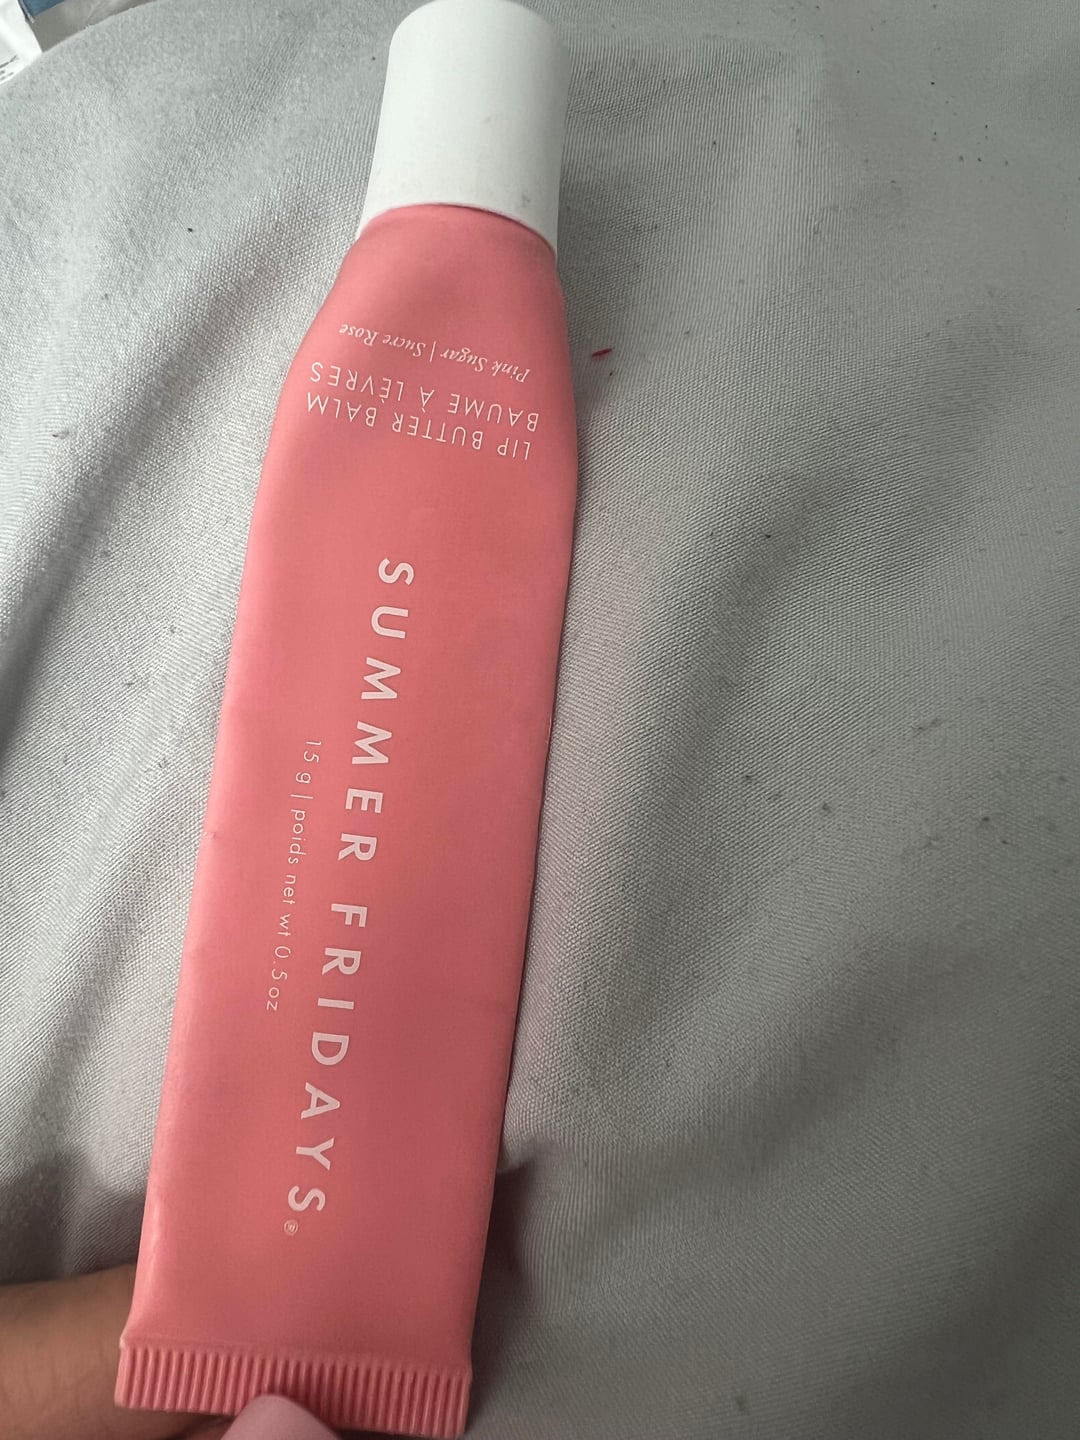 SUMMER FRIDAYS®
15 g | poids net wt 0.5 oz
LIP BUTTER BALM
BAUME À LÈVRES
Pink Sugar | Sucre Rose